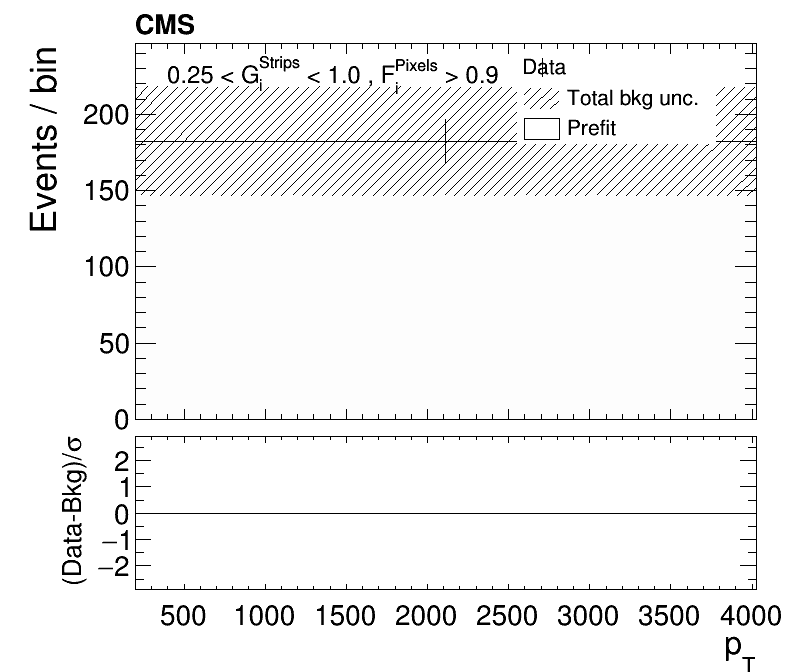 CMS
0.25 < G_i^Strips < 1.0 , F_i^Pixels > 0.9
Data
Total bkg unc.
Prefit
Events / bin
200
150
100
50
0
(Data-Bkg)/σ
2
1
0
−1
−2
500 1000 1500 2000 2500 3000 3500 4000
p_T